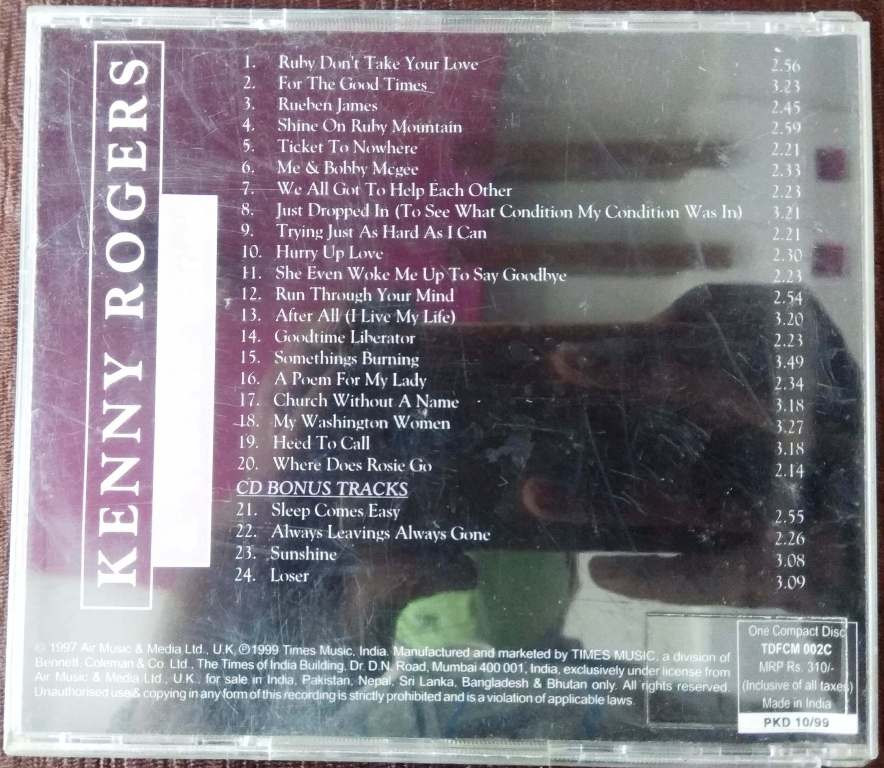 KENNY ROGERS
1. Ruby Don't Take Your Love 2.56
2. For The Good Times 3.23
3. Rueben James 2.45
4. Shine On Ruby Mountain 2.59
5. Ticket To Nowhere 2.21
6. Me & Bobby Mcgee 2.33
7. We All Got To Help Each Other 2.23
8. Just Dropped In (To See What Condition My Condition Was In) 3.21
9. Trying Just As Hard As I Can 2.21
10. Hurry Up Love 2.30
11. She Even Woke Me Up To Say Goodbye 2.23
12. Run Through Your Mind 2.54
13. After All (I Live My Life) 3.20
14. Goodtime Liberator 2.23
15. Somethings Burning 3.49
16. A Poem For My Lady 2.34
17. Church Without A Name 3.18
18. My Washington Women 3.27
19. Heed To Call 3.18
20. Where Does Rosie Go 2.14
CD BONUS TRACKS
21. Sleep Comes Easy 2.55
22. Always Leavings Always Gone 2.26
23. Sunshine 3.08
24. Loser 3.09
© 1997 Air Music & Media Ltd., U.K. ℗1999 Times Music, India. Manufactured and marketed by TIMES MUSIC, a division of
Bennett, Coleman & Co. Ltd., The Times of India Building, Dr. D.N. Road, Mumbai 400 001, India, exclusively under license from
Air Music & Media Ltd., U.K., for sale in India, Pakistan, Nepal, Sri Lanka, Bangladesh & Bhutan only. All rights reserved.
Unauthorised use & copying in any form of this recording is strictly prohibited and is a violation of applicable laws.
One Compact Disc
TDFCM 002C
MRP Rs. 310/-
(Inclusive of all taxes)
Made in India
PKD 10/99